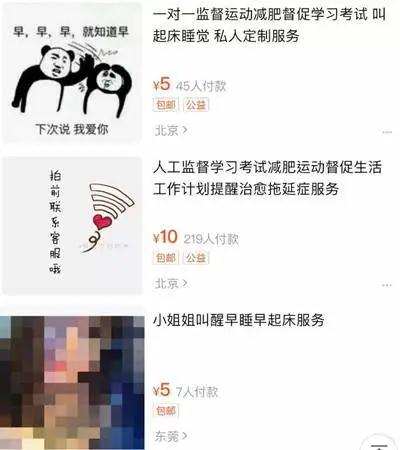 早，早，早，就知道早
下次说 我爱你
一对一监督运动减肥督促学习考试 叫
起床睡觉 私人定制服务
¥5 45人付款
包邮 公益
北京
拍前联系客服哦
人工监督学习考试减肥运动督促生活
工作计划提醒治愈拖延症服务
¥10 219人付款
包邮 公益
北京
小姐姐叫醒早睡早起床服务
¥5 7人付款
包邮
东莞